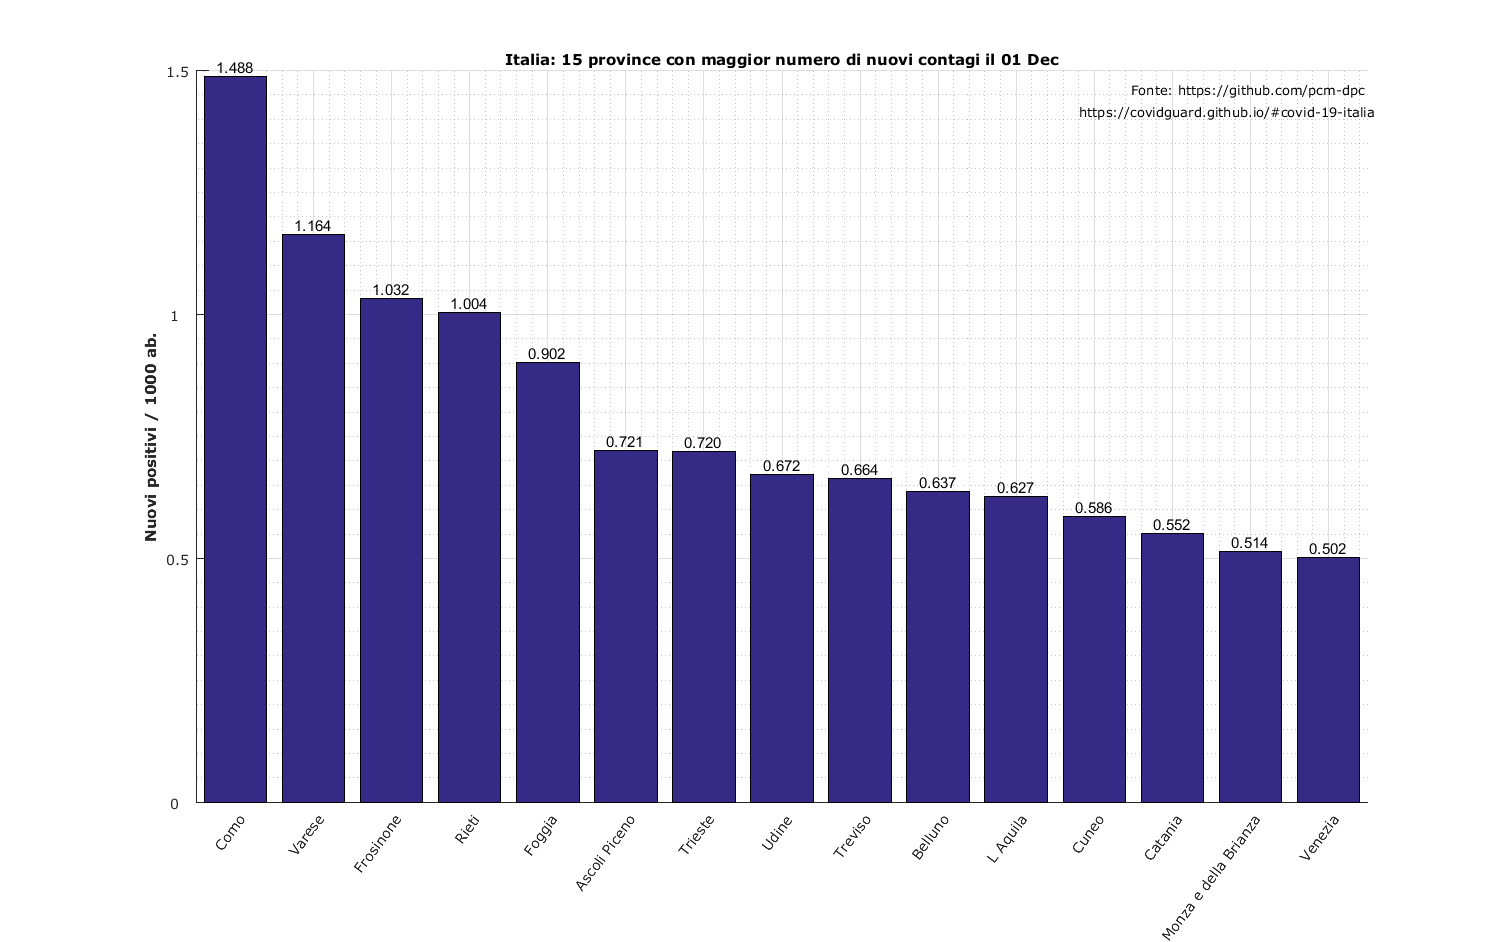 Italia: 15 province con maggior numero di nuovi contagi il 01 Dec
Fonte: https://github.com/pcm-dpc
https://covidguard.github.io/#covid-19-italia
Nuovi positivi / 1000 ab.
1.5
1
0.5
0
1.488
1.164
1.032
1.004
0.902
0.721
0.720
0.672
0.664
0.637
0.627
0.586
0.552
0.514
0.502
Como
Varese
Frosinone
Rieti
Foggia
Ascoli Piceno
Trieste
Udine
Treviso
Belluno
L Aquila
Cuneo
Catania
Monza e della Brianza
Venezia